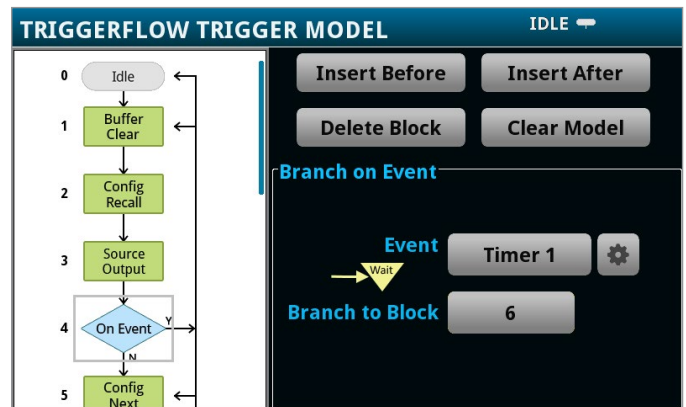 TRIGGERFLOW TRIGGER MODEL
IDLE
0
Idle
1
Buffer
Clear
2
Config
Recall
3
Source
Output
4
On Event
Y
N
5
Config
Next
Insert Before
Insert After
Delete Block
Clear Model
Branch on Event
Event
Timer 1
Wait
Branch to Block
6